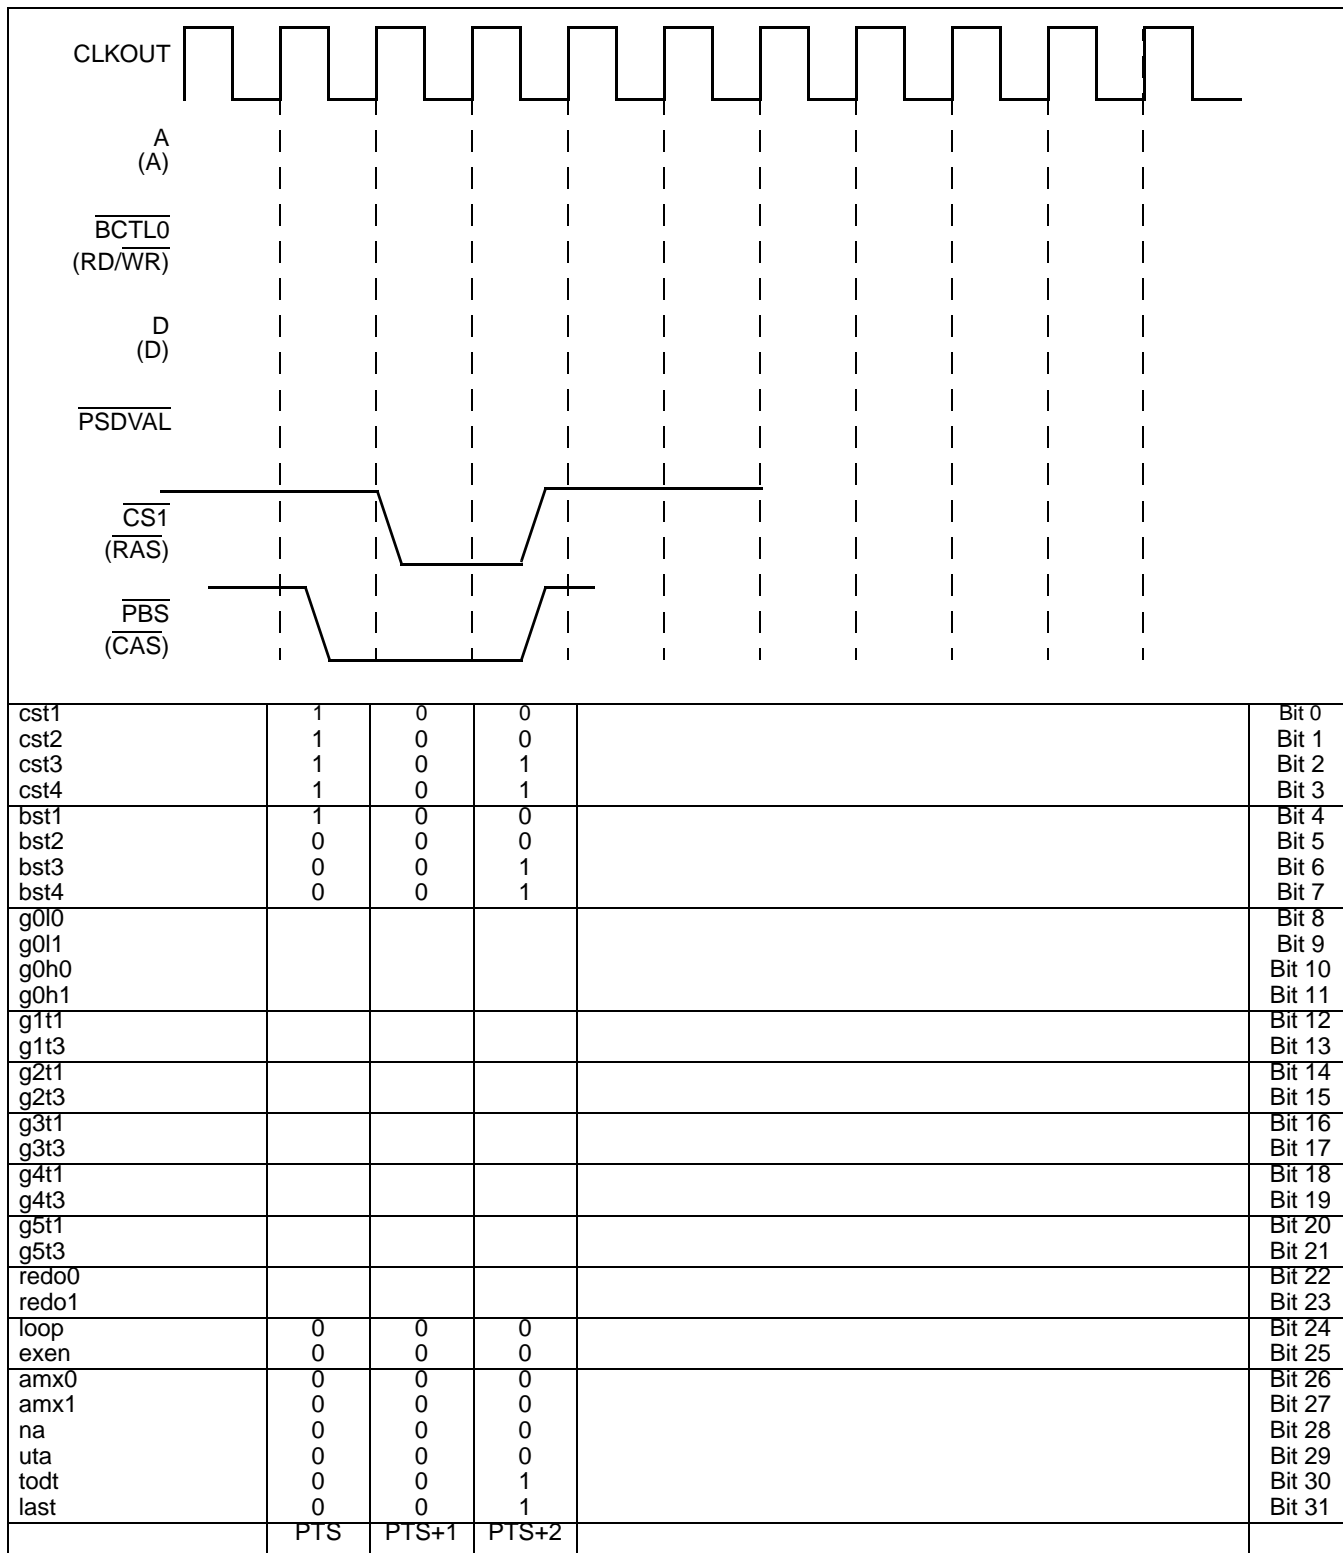 CLKOUT
A
(A)
BCTL0
(RD/WR)
D
(D)
PSDVAL
CS1
(RAS)
PBS
(CAS)
cst1 1 0 0 Bit 0
cst2 1 0 0 Bit 1
cst3 1 0 1 Bit 2
cst4 1 0 1 Bit 3
bst1 1 0 0 Bit 4
bst2 0 0 0 Bit 5
bst3 0 0 1 Bit 6
bst4 0 0 1 Bit 7
g0l0 Bit 8
g0l1 Bit 9
g0h0 Bit 10
g0h1 Bit 11
g1t1 Bit 12
g1t3 Bit 13
g2t1 Bit 14
g2t3 Bit 15
g3t1 Bit 16
g3t3 Bit 17
g4t1 Bit 18
g4t3 Bit 19
g5t1 Bit 20
g5t3 Bit 21
redo0 Bit 22
redo1 Bit 23
loop 0 0 0 Bit 24
exen 0 0 0 Bit 25
amx0 0 0 0 Bit 26
amx1 0 0 0 Bit 27
na 0 0 0 Bit 28
uta 0 0 0 Bit 29
todt 0 0 1 Bit 30
last 0 0 1 Bit 31
PTS PTS+1 PTS+2